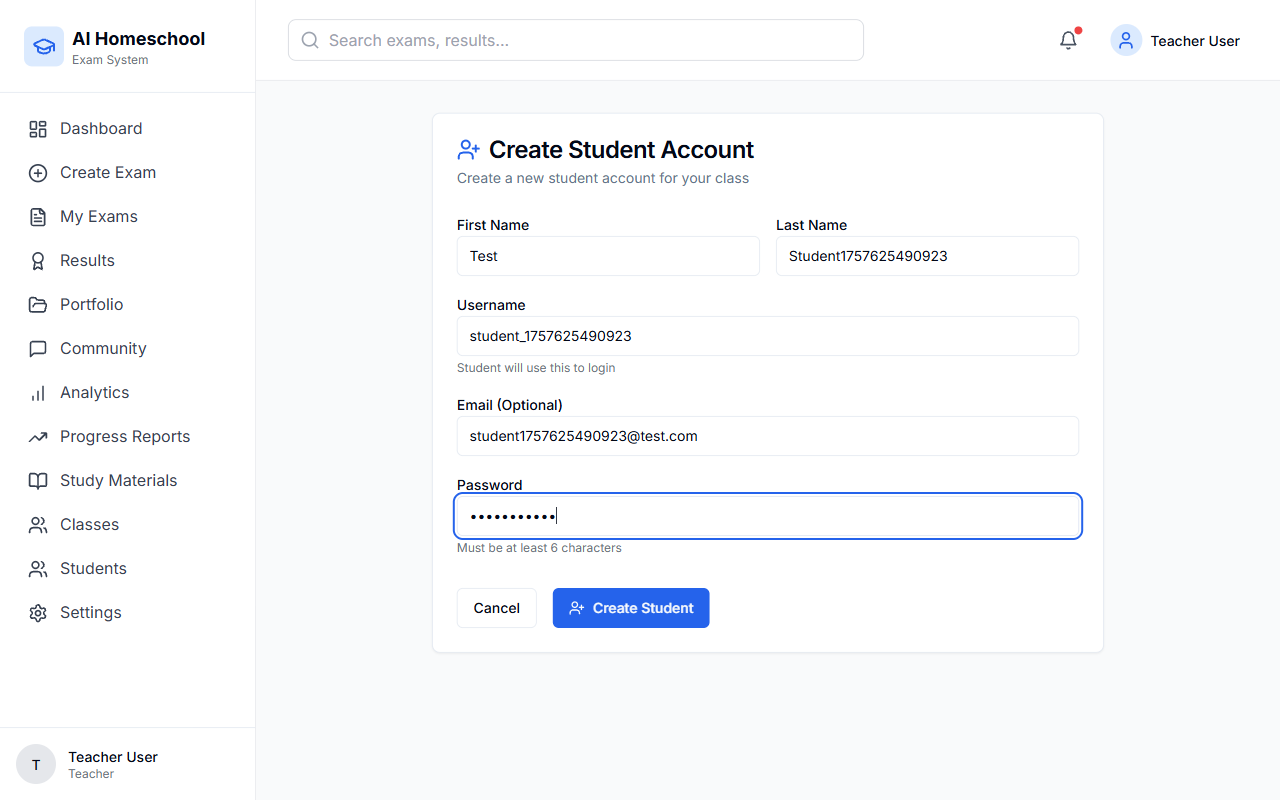 AI Homeschool
Exam System
Search exams, results...
Teacher User
Dashboard
Create Exam
My Exams
Results
Portfolio
Community
Analytics
Progress Reports
Study Materials
Classes
Students
Settings
T
Teacher User
Teacher
Create Student Account
Create a new student account for your class
First Name
Last Name
Test
Student1757625490923
Username
student_1757625490923
Student will use this to login
Email (Optional)
student1757625490923@test.com
Password
•••••••••••
Must be at least 6 characters
Cancel
Create Student